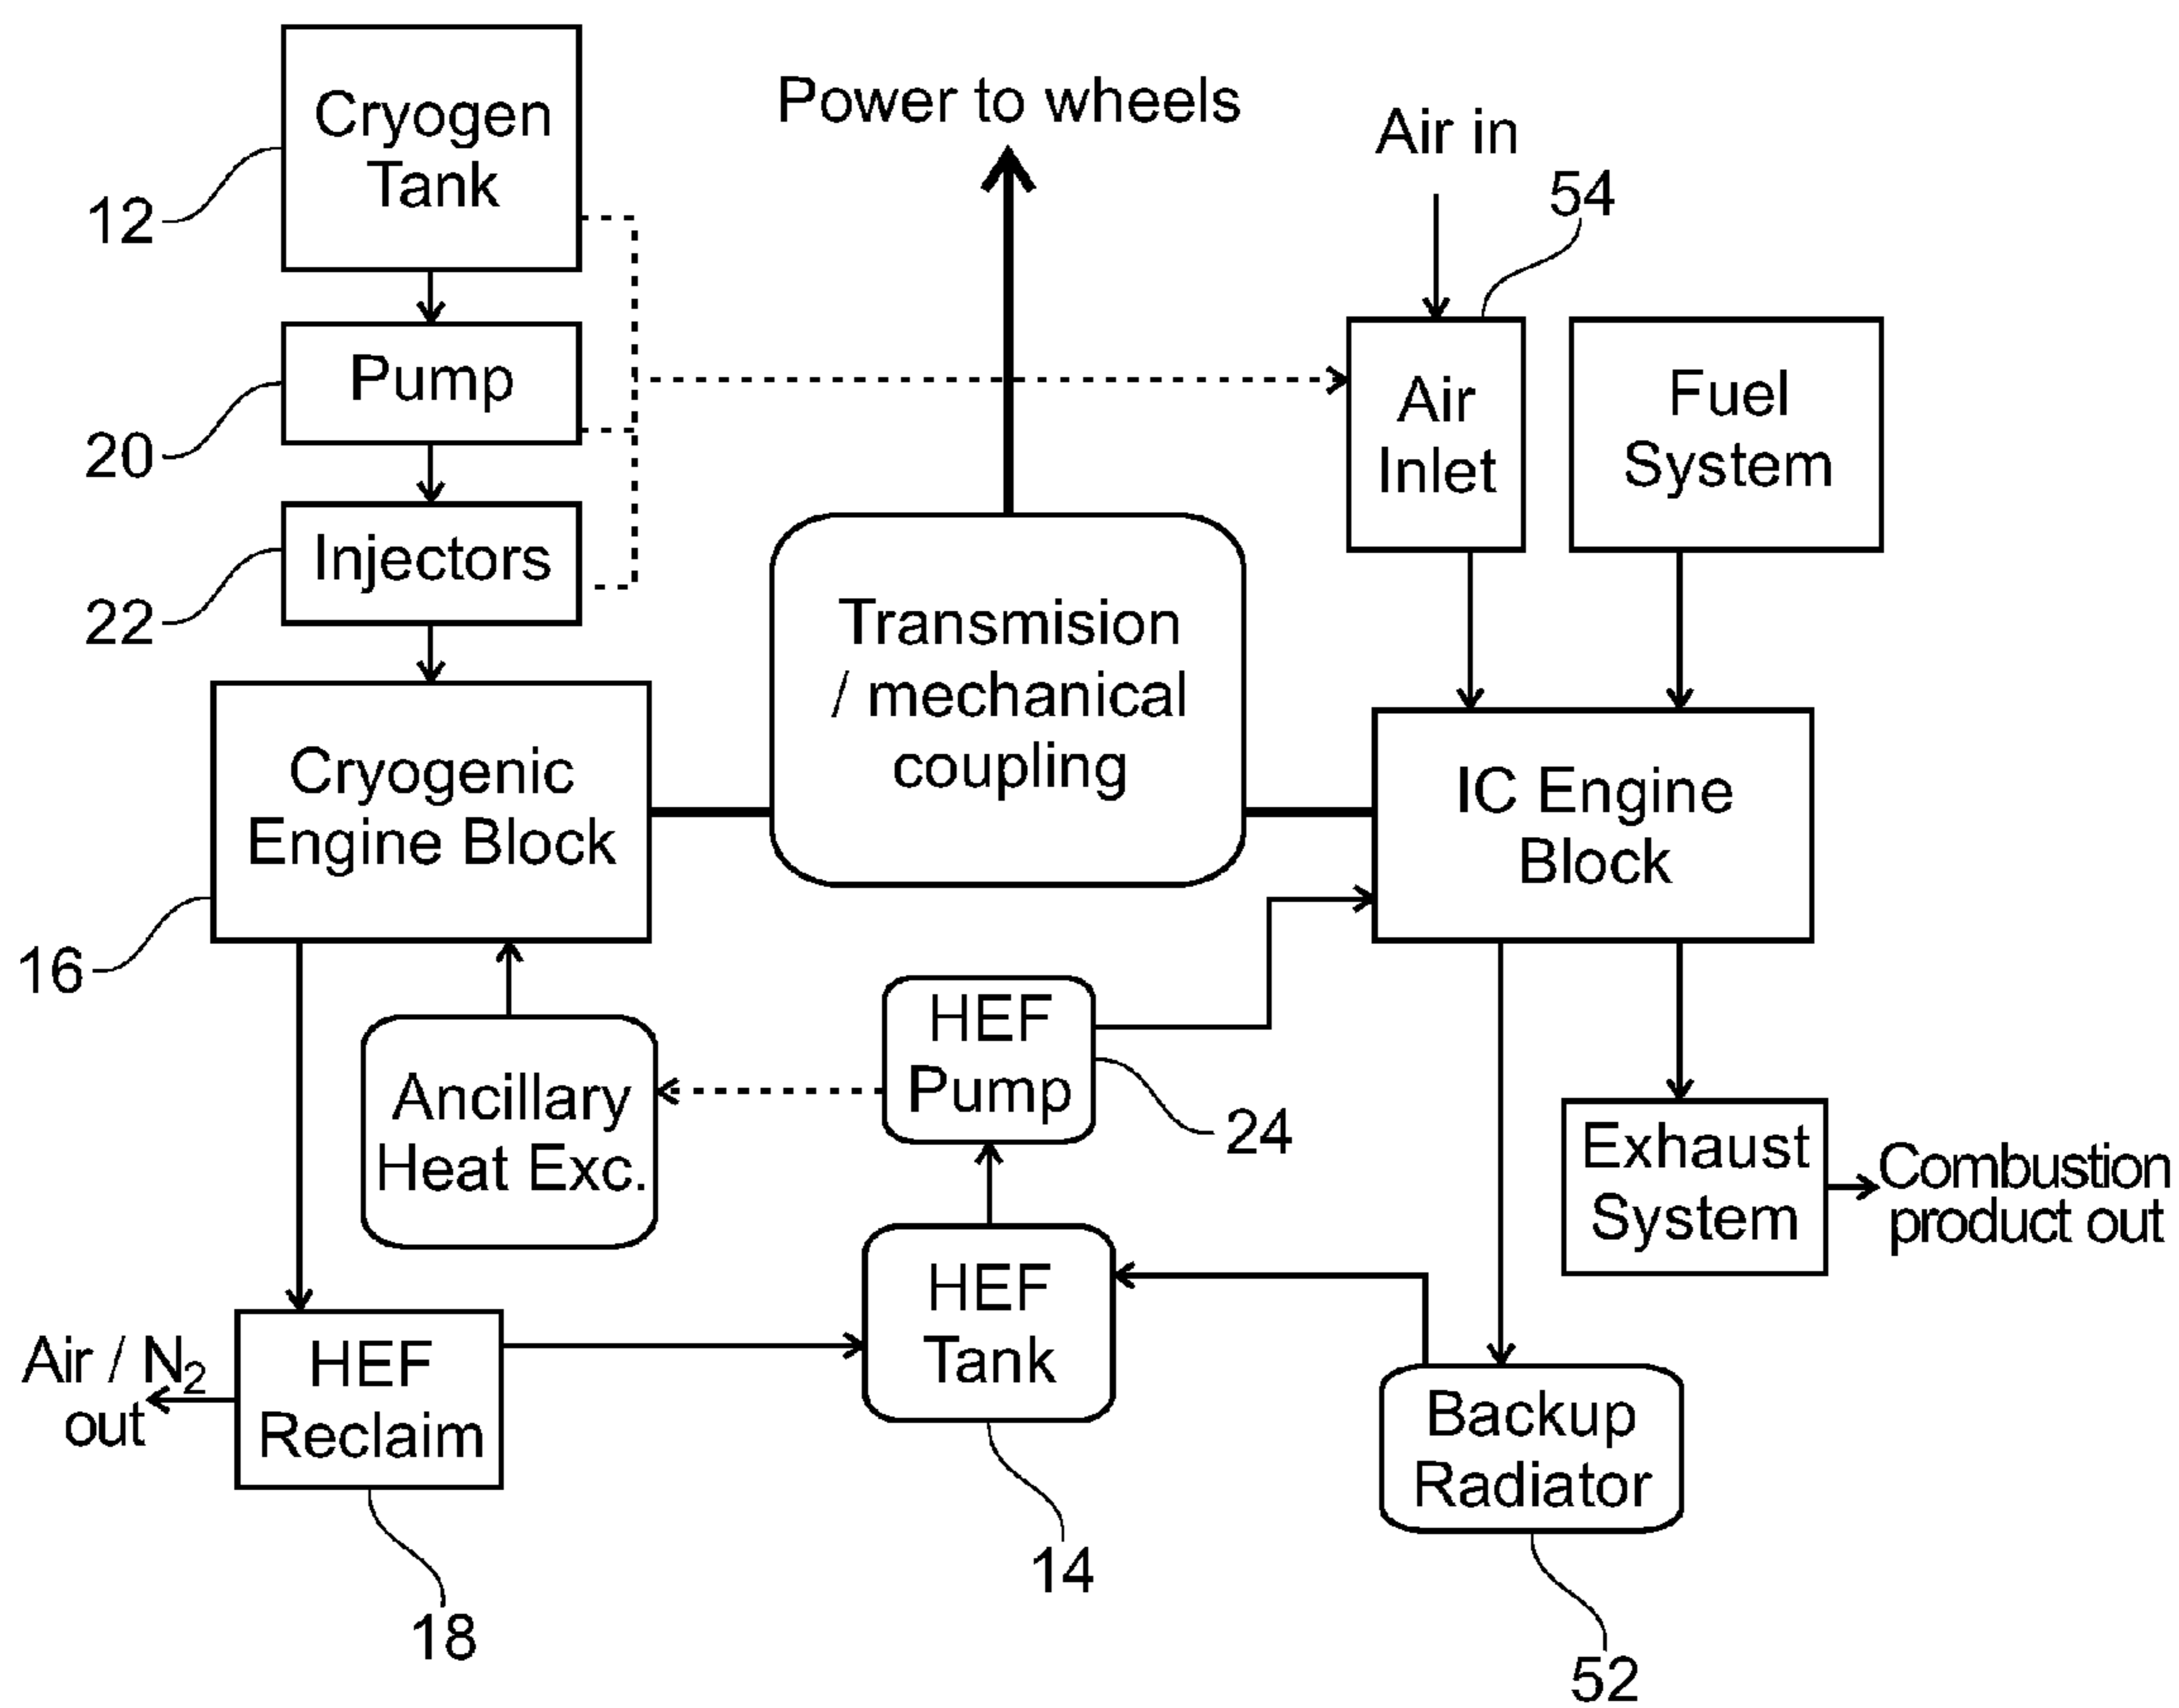 Cryogen
Tank
12
Power to wheels
Air in
54
Pump
20
Air
Inlet
Fuel
System
Injectors
22
Transmision
/ mechanical
coupling
Cryogenic
Engine Block
16
IC Engine
Block
HEF
Pump
24
Ancillary
Heat Exc.
Exhaust
System
Combustion
product out
HEF
Tank
14
Air / N₂
out
HEF
Reclaim
18
Backup
Radiator
52